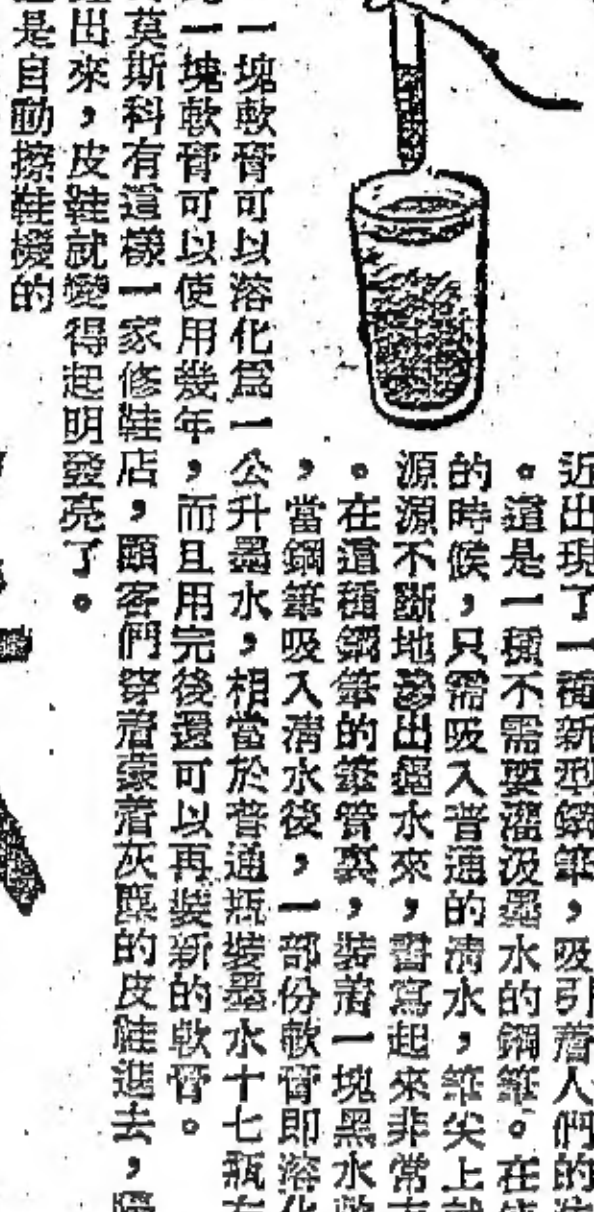 近出現了一種新型鋼筆，吸引着人們的
。這是一種不需要灌汲墨水的鋼筆。在
的時候，只需吸入普通的清水，筆尖上就
源源不斷地滲出墨水來，書寫起來非常
。在這種鋼筆的筆管裏，裝着一塊黑水
，當鋼筆吸入清水後，一部份軟膏即溶化
一塊軟膏可以溶化爲一公升墨水，相當於普通瓶裝墨水十七瓶左
一塊軟膏可以使用幾年，而且用完後還可以再裝新的軟膏。
莫斯科有這樣一家修鞋店，顧客們穿着蒙着灰塵的皮鞋進去，
出來，皮鞋就變得起明發亮了。
是自動擦鞋機的